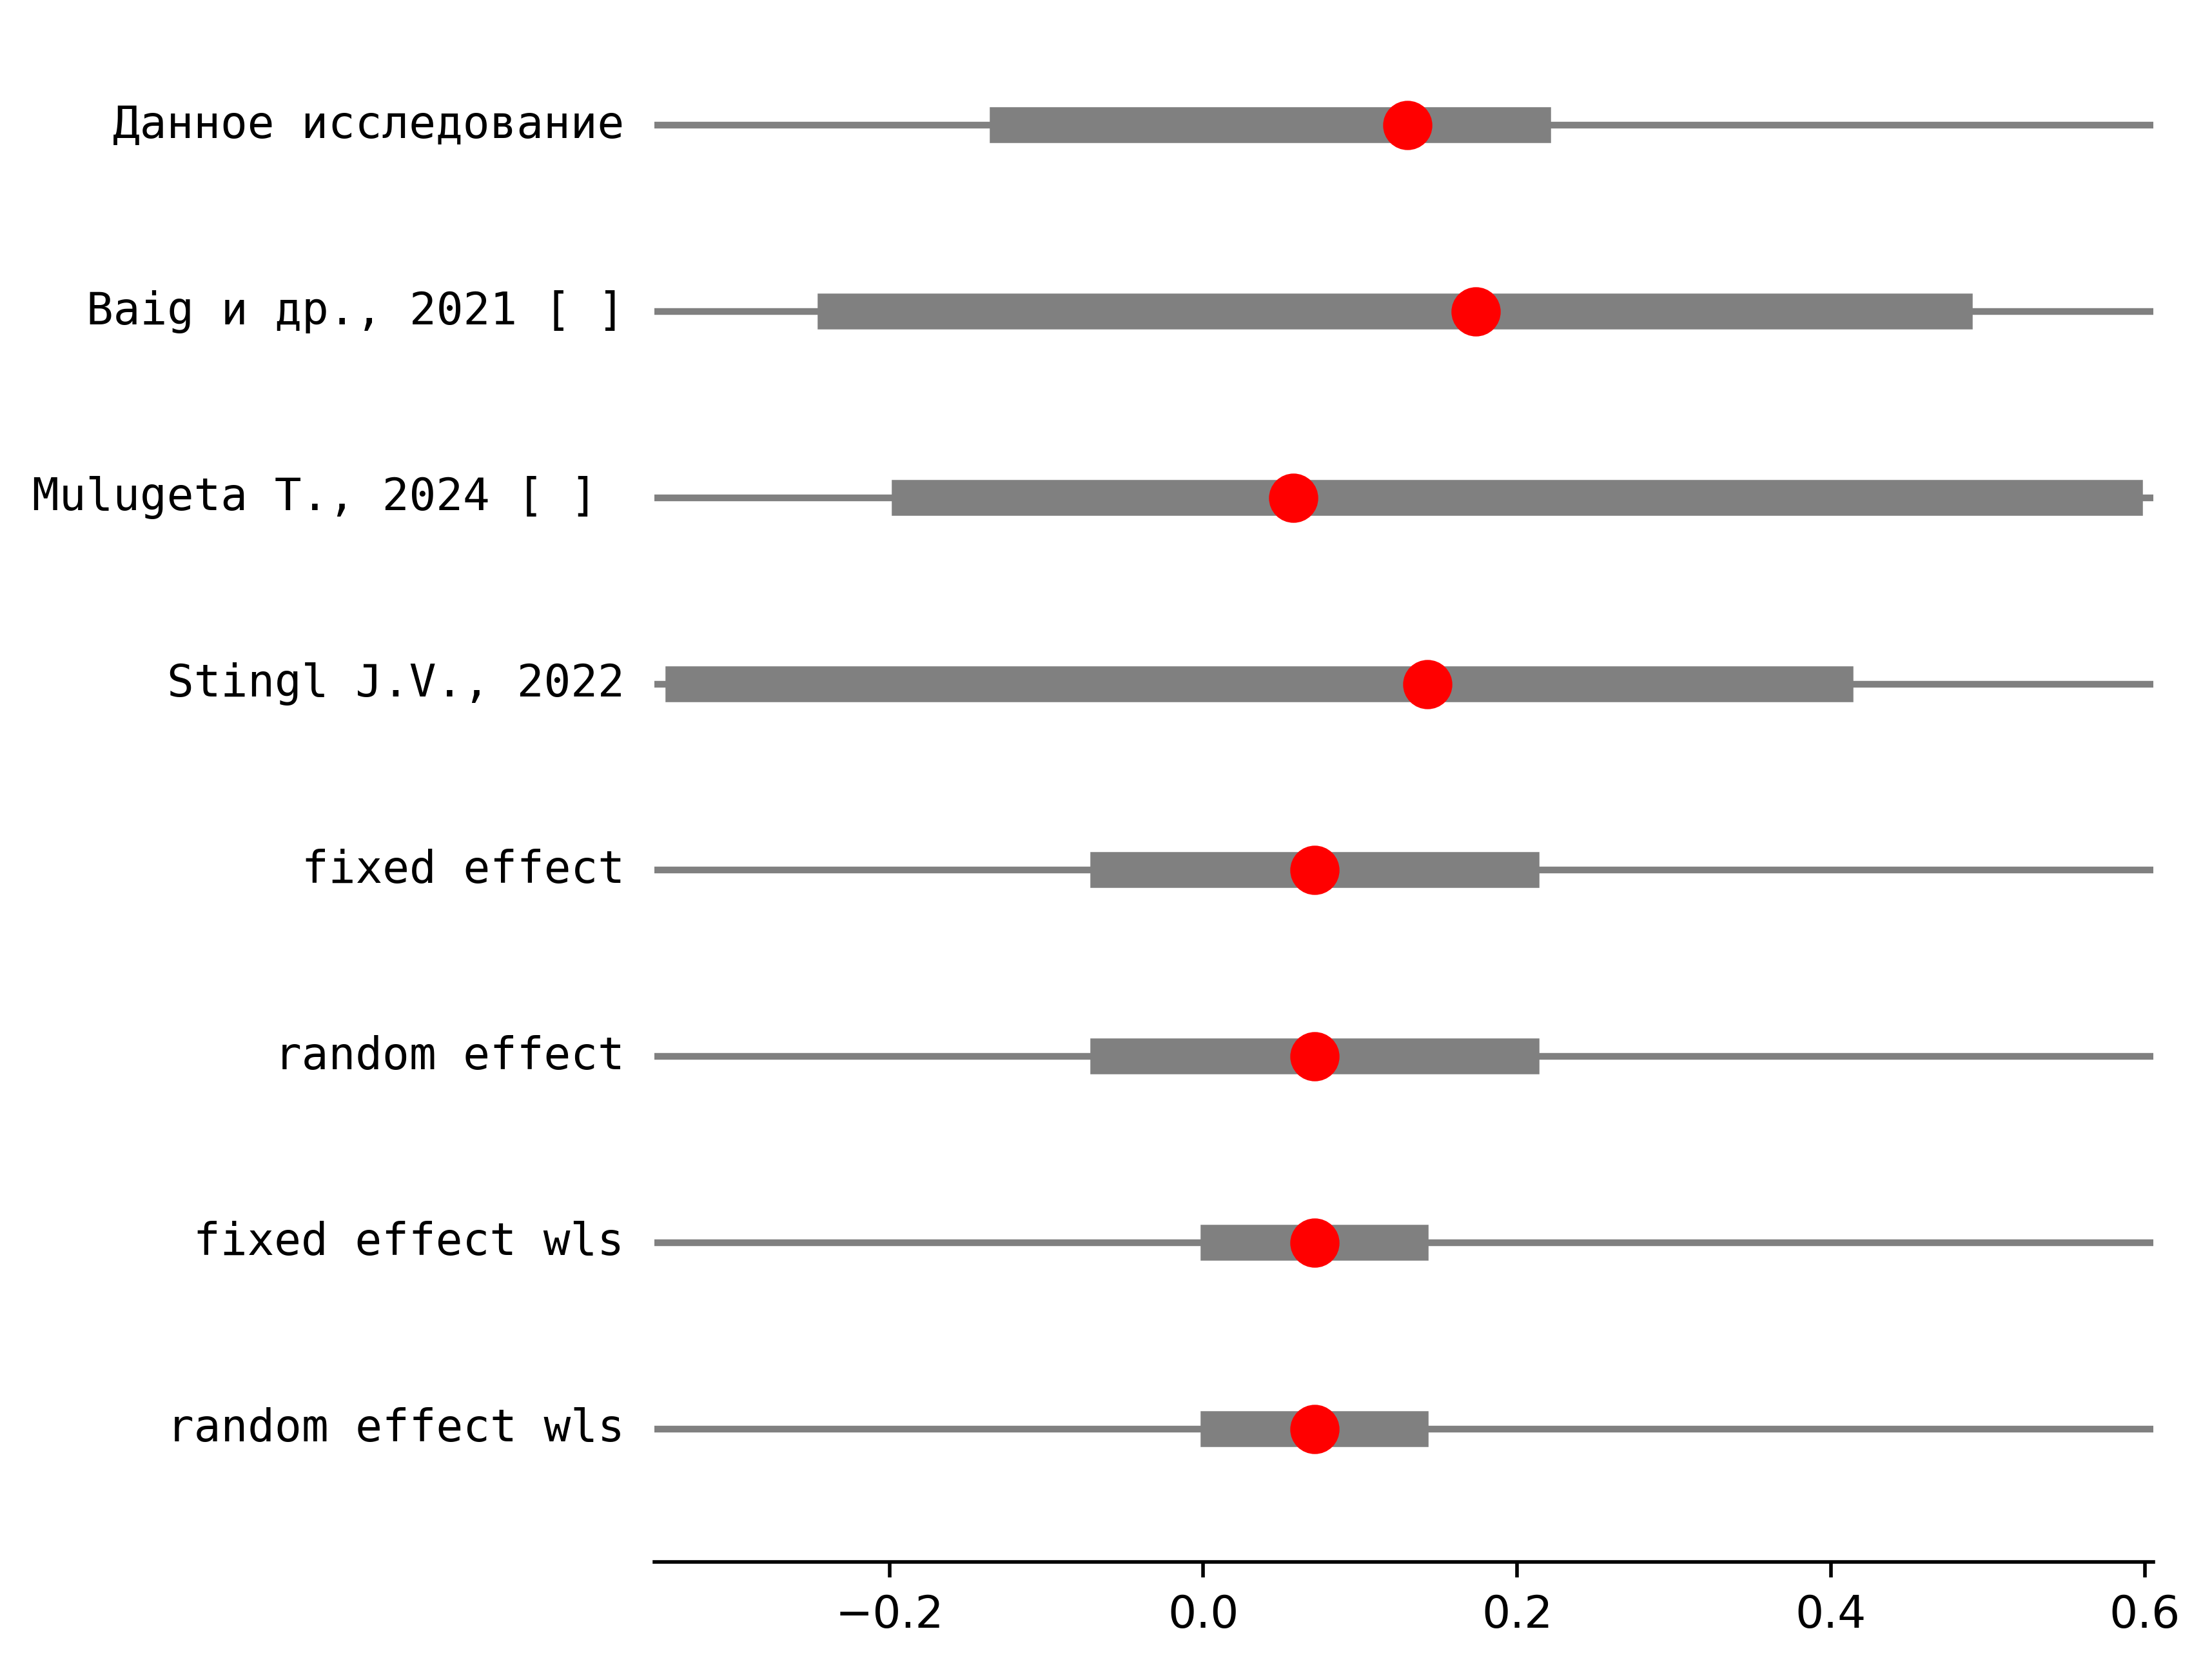 Данное исследование
Baig и др., 2021 [ ]
Mulugeta T., 2024 [ ]
Stingl J.V., 2022
fixed effect
random effect
fixed effect wls
random effect wls
−0.2 0.0 0.2 0.4 0.6